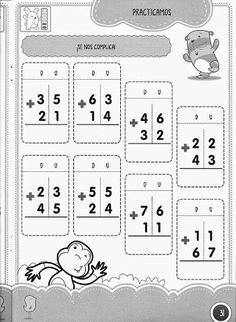 PRACTICAMOS
¡SE NOS COMPLICA!
D U
+ 3 5
2 1
D U
+ 6 3
1 4
D U
+ 4 6
3 2
D U
+ 2 2
4 3
D U
+ 2 3
4 5
D U
+ 5 5
2 4
D U
+ 7 6
1 1
D U
+ 1 1
6 7
31